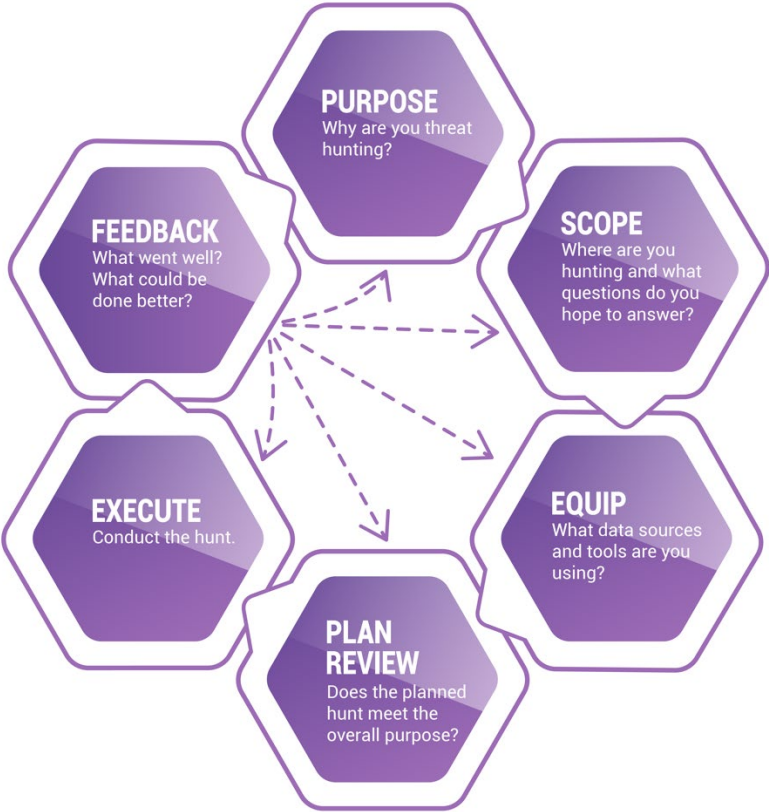 PURPOSE
Why are you threat
hunting?
SCOPE
Where are you
hunting and what
questions do you
hope to answer?
EQUIP
What data sources
and tools are you
using?
PLAN
REVIEW
Does the planned
hunt meet the
overall purpose?
EXECUTE
Conduct the hunt.
FEEDBACK
What went well?
What could be
done better?